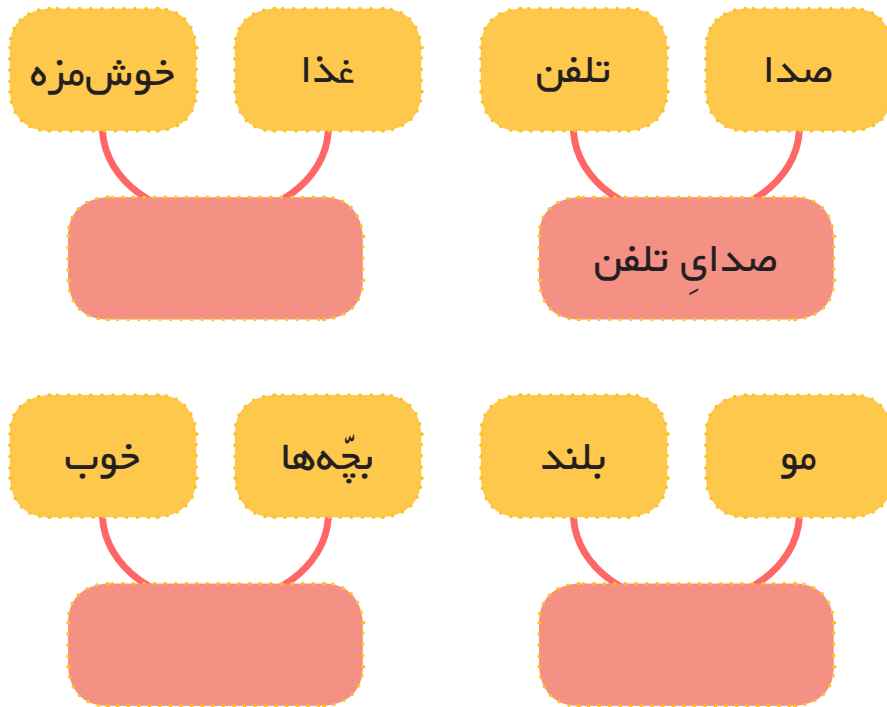 صدا
تلفن
صدایِ تلفن
غذا
خوش‌مزه
مو
بلند
بچّه‌ها
خوب